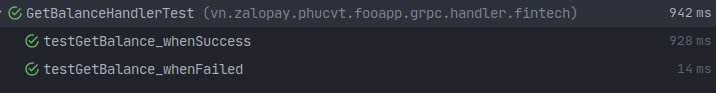 GetBalanceHandlerTest (vn.zalopay.phucvt.fooapp.grpc.handler.fintech) 942 ms
testGetBalance_whenSuccess 928 ms
testGetBalance_whenFailed 14 ms